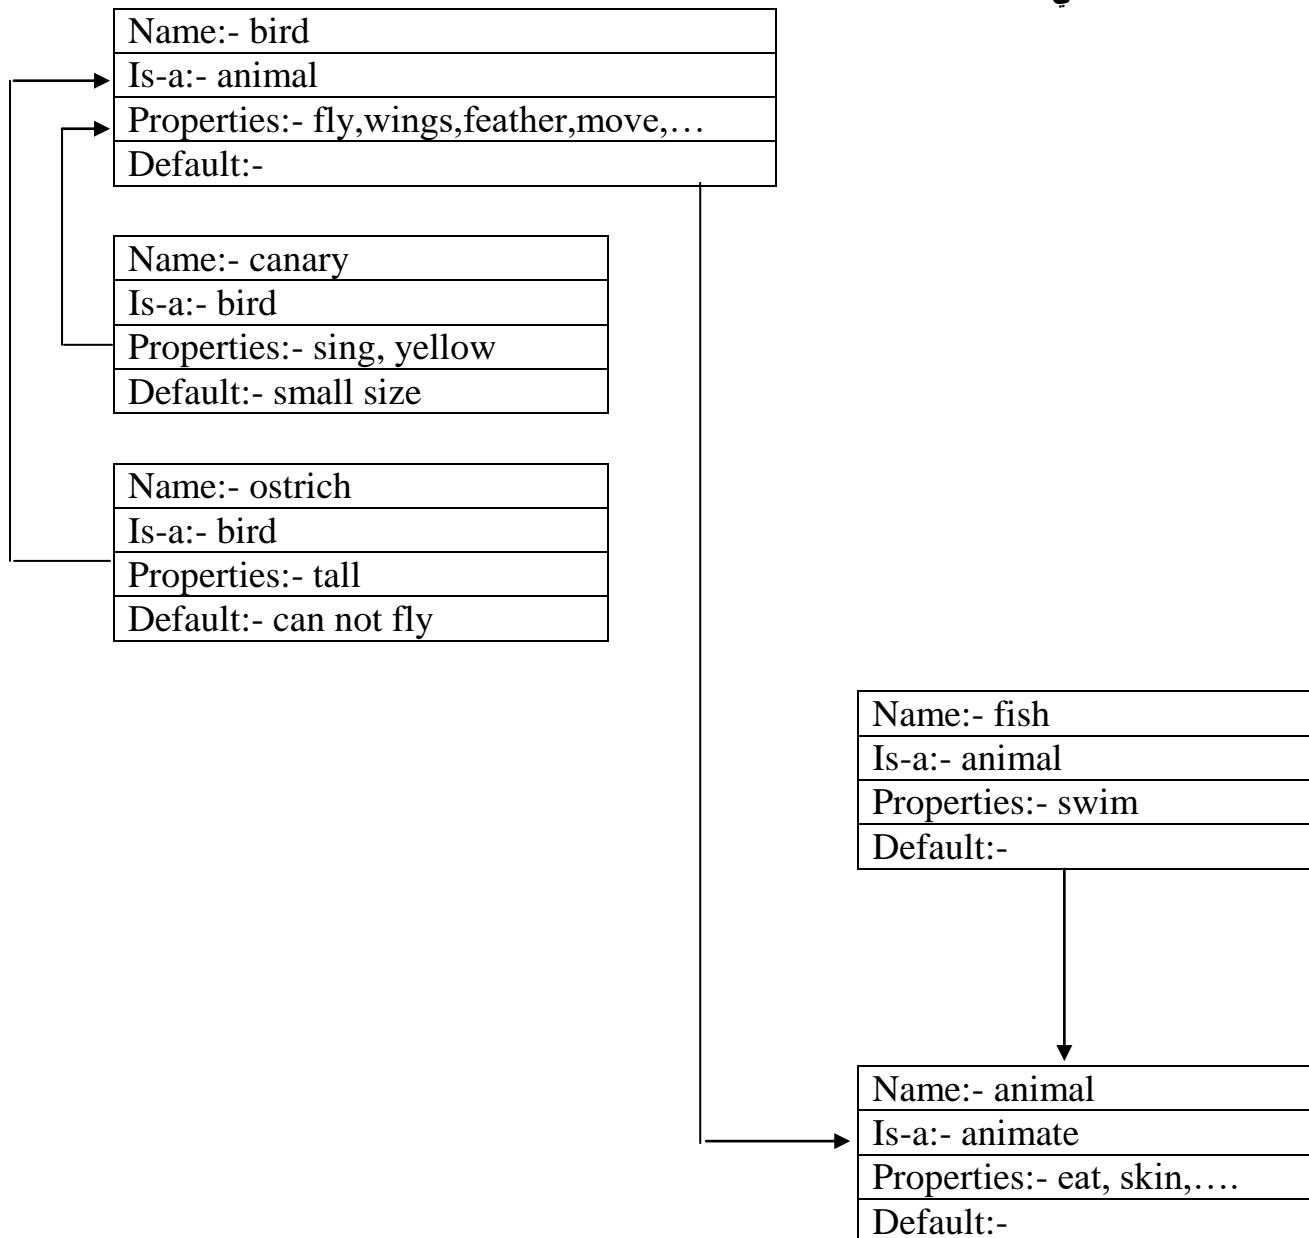 Name:- bird
Is-a:- animal
Properties:- fly,wings,feather,move,…
Default:-
Name:- canary
Is-a:- bird
Properties:- sing, yellow
Default:- small size
Name:- ostrich
Is-a:- bird
Properties:- tall
Default:- can not fly
Name:- fish
Is-a:- animal
Properties:- swim
Default:-
Name:- animal
Is-a:- animate
Properties:- eat, skin,….
Default:-